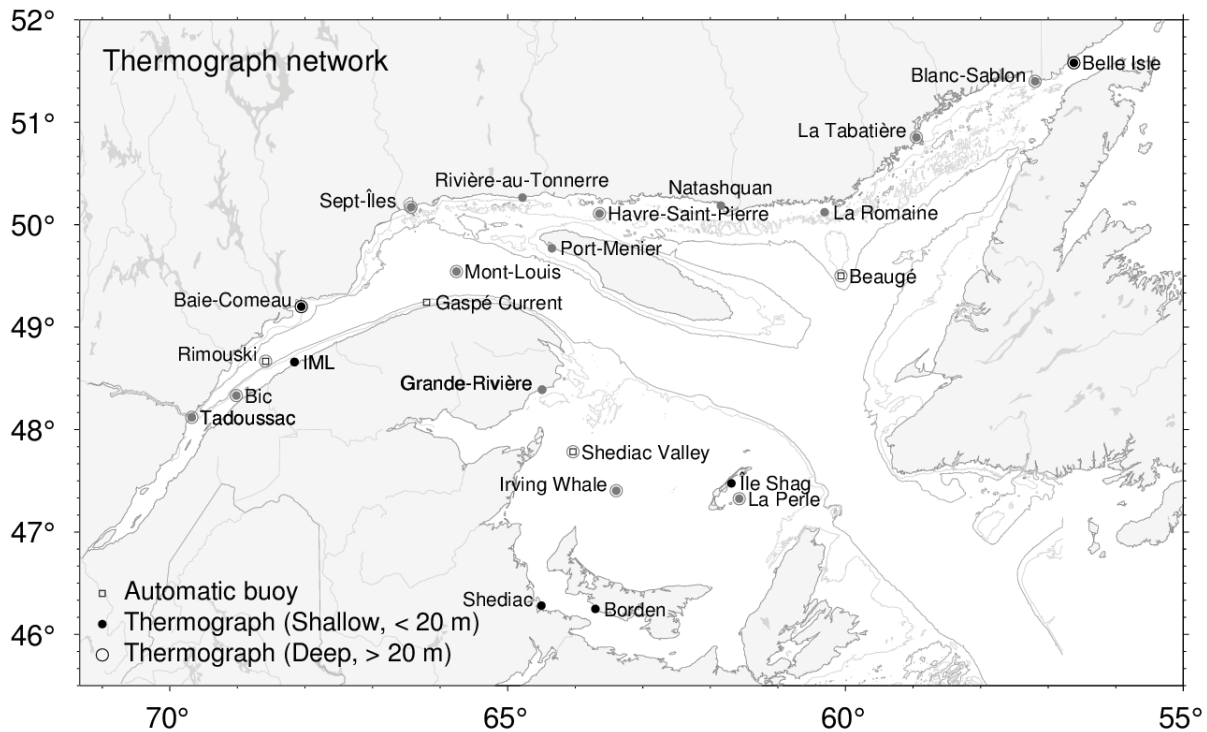 52°
Thermograph network
Belle Isle
Blanc-Sablon
51°
La Tabatière
Rivière-au-Tonnerre
Natashquan
Sept-Îles
Havre-Saint-Pierre
La Romaine
50°
Port-Menier
Mont-Louis
Beaugé
Baie-Comeau
Gaspé Current
49°
Rimouski
IML
Grande-Rivière
Bic
Tadoussac
48°
Shediac Valley
Irving Whale
Île Shag
La Perle
47°
Automatic buoy
Shediac
Borden
Thermograph (Shallow, < 20 m)
46°
Thermograph (Deep, > 20 m)
70°
65°
60°
55°